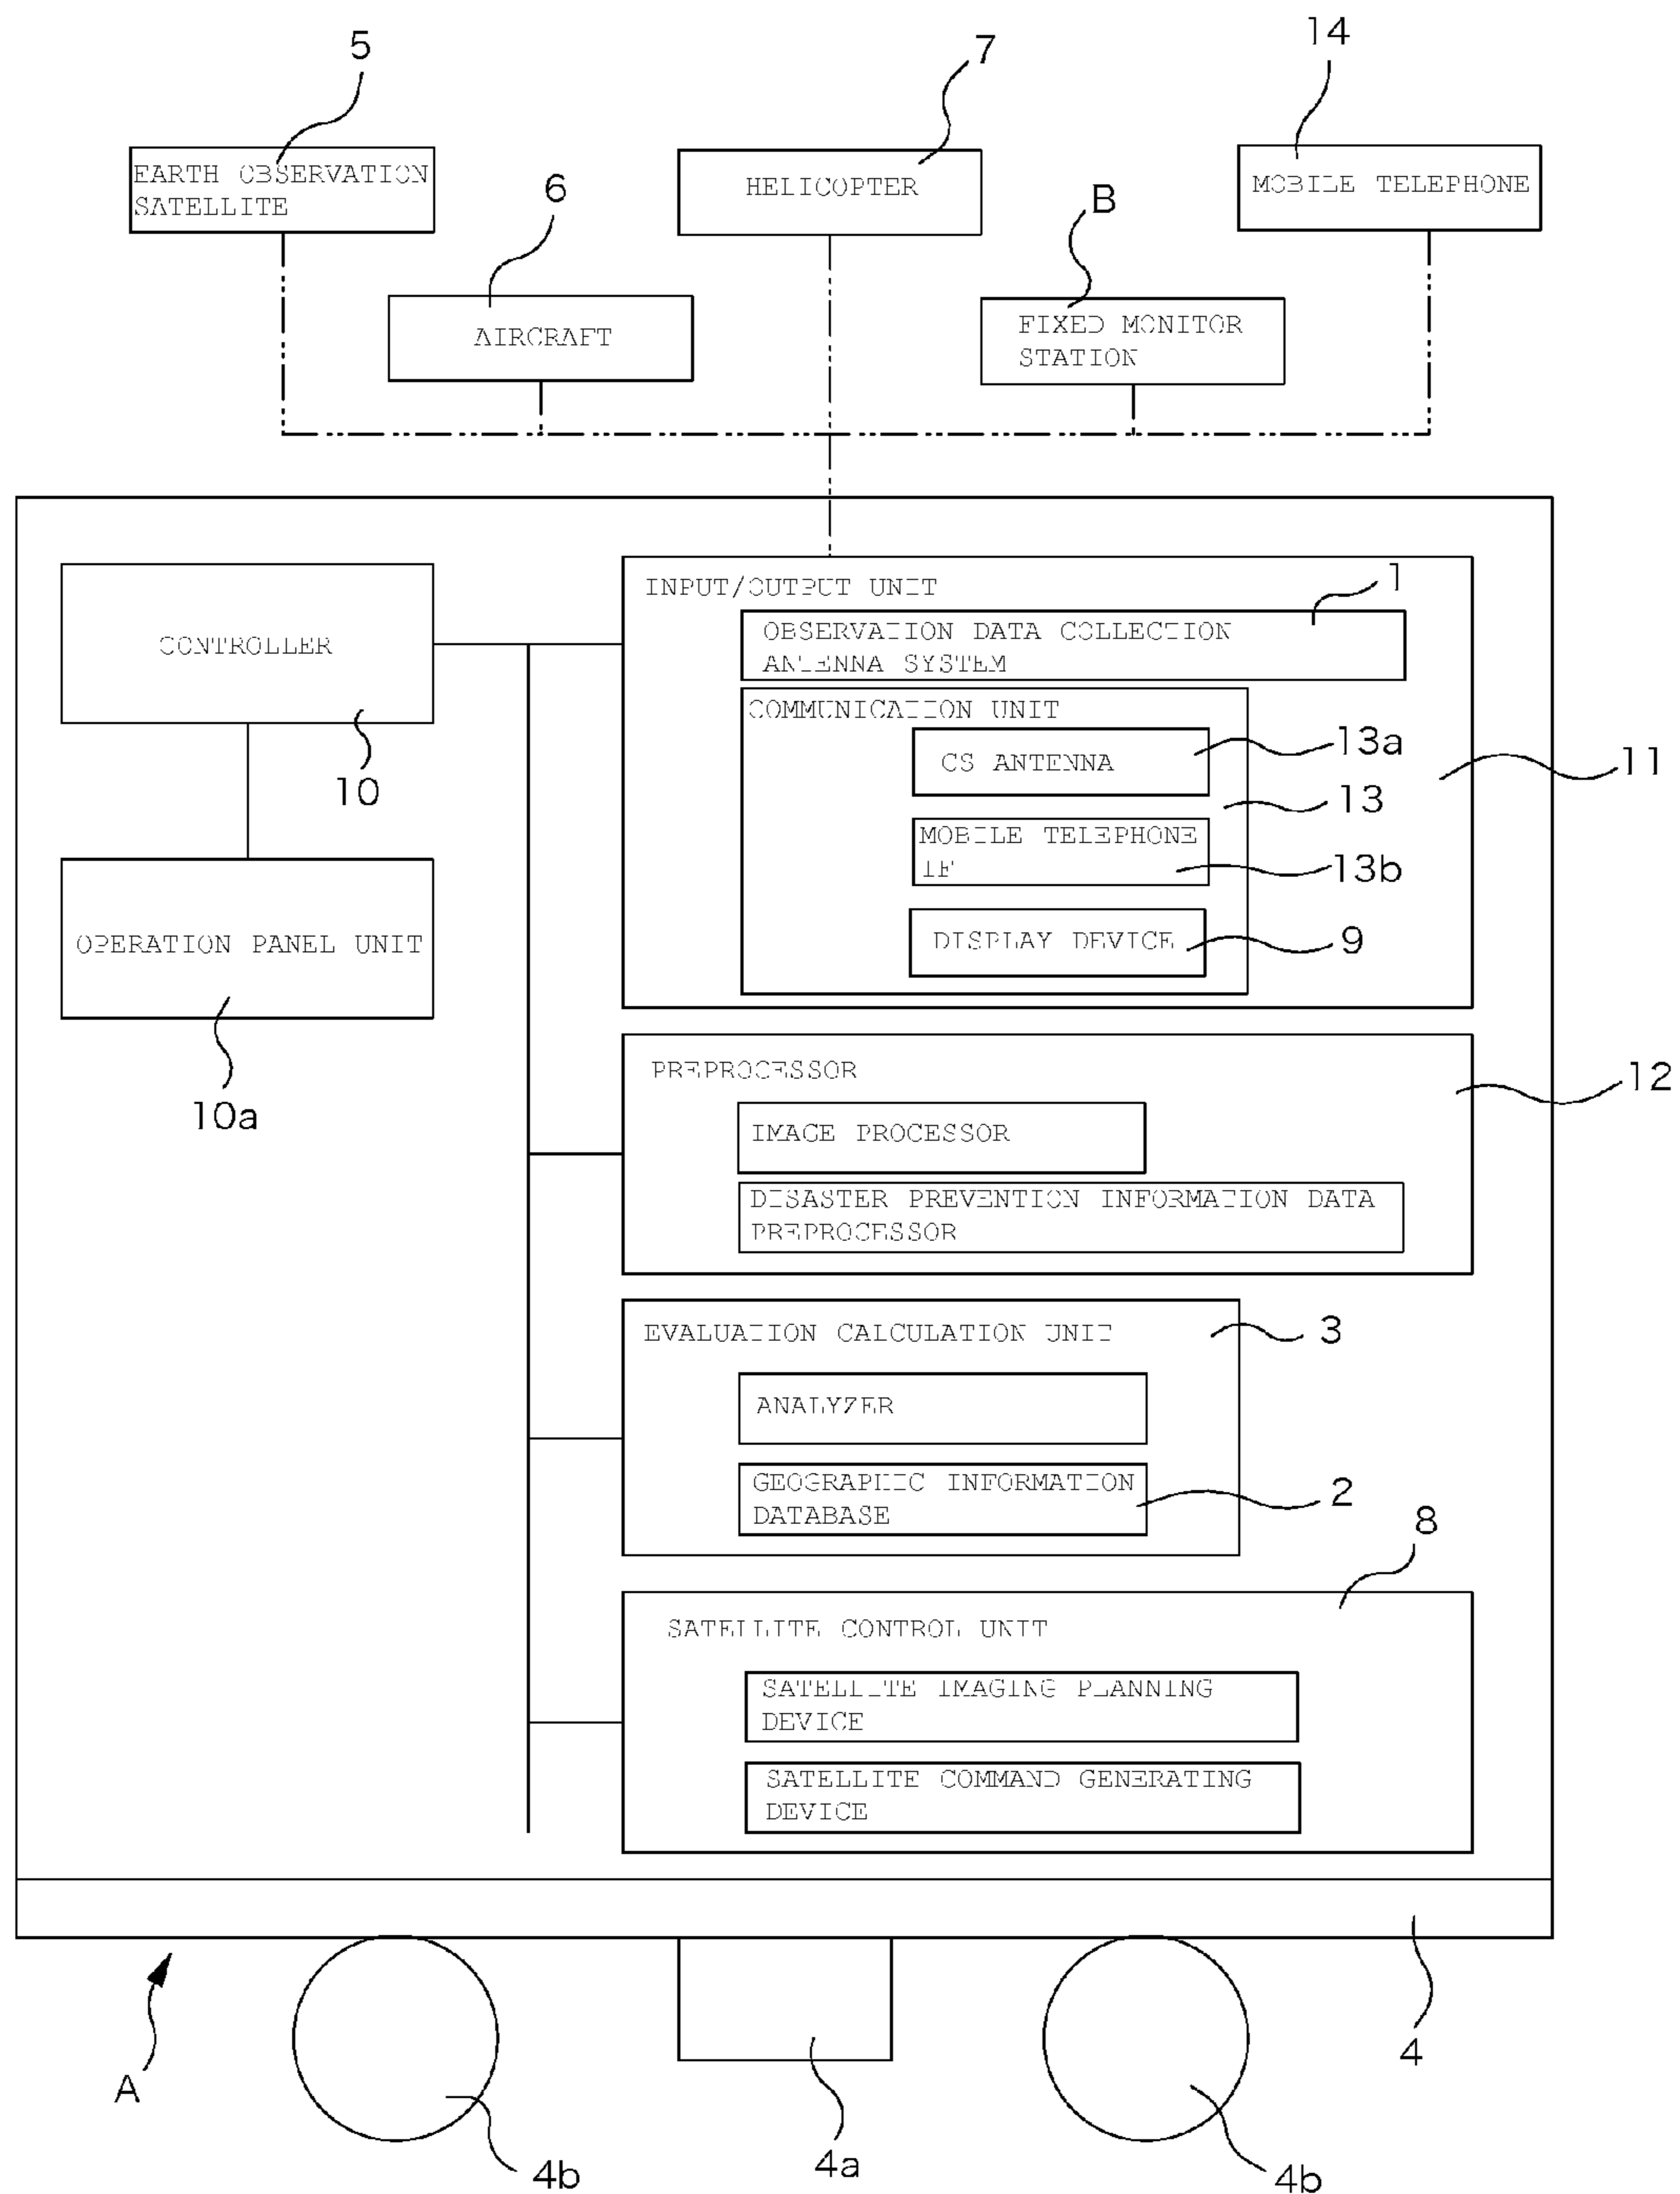 5
7
14
EARTH OBSERVATION
SATELLITE
6
HELICOPTER
B
MOBILE TELEPHONE
AIRCRAFT
FIXED MONITOR
STATION
INPUT/OUTPUT UNIT
1
CONTROLLER
OBSERVATION DATA COLLECTION
ANTENNA SYSTEM
COMMUNICATION UNIT
13a
CS ANTENNA
11
10
13
MOBILE TELEPHONE
IF
13b
OPERATION PANEL UNIT
DISPLAY DEVICE
9
10a
PREPROCESSOR
12
IMAGE PROCESSOR
DISASTER PREVENTION INFORMATION DATA
PREPROCESSOR
EVALUATION CALCULATION UNIT
3
ANALYZER
GEOGRAPHIC INFORMATION
DATABASE
2
8
SATELLITE CONTROL UNIT
SATELLITE IMAGING PLANNING
DEVICE
SATELLITE COMMAND GENERATING
DEVICE
A
4
4b
4a
4b